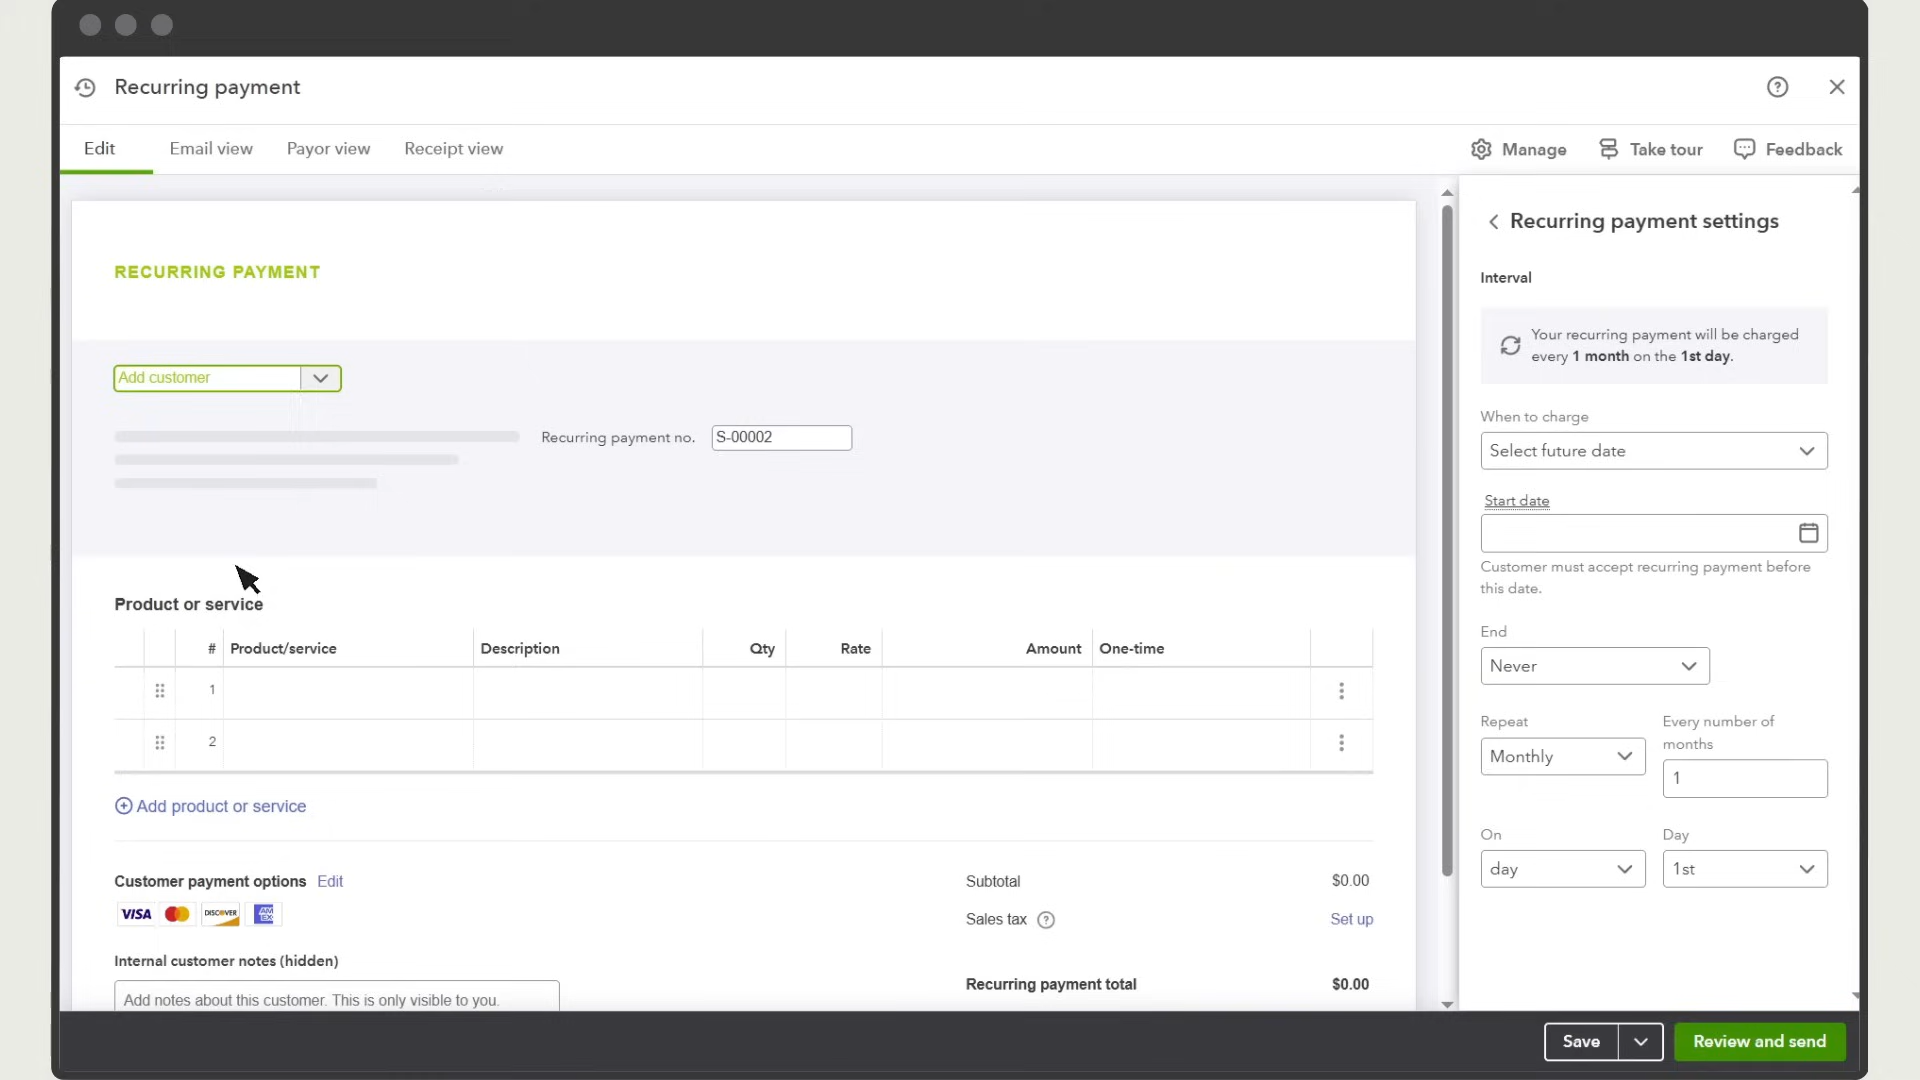 Recurring payment
Edit
Email view
Payor view
Receipt view
Manage
Take tour
Feedback
RECURRING PAYMENT
Add customer
Recurring payment no.
S-00002
Product or service
#
Product/service
Description
Qty
Rate
Amount
One-time
1
2
Add product or service
Customer payment options
Edit
VISA
DISCOVER
AM
EX
Internal customer notes (hidden)
Add notes about this customer. This is only visible to you.
Subtotal
$0.00
Sales tax
Set up
Recurring payment total
$0.00
Recurring payment settings
Interval
Your recurring payment will be charged
every 1 month on the 1st day.
When to charge
Select future date
Start date
Customer must accept recurring payment before
this date.
End
Never
Repeat
Monthly
Every number of
months
1
On
day
Day
1st
Save
Review and send